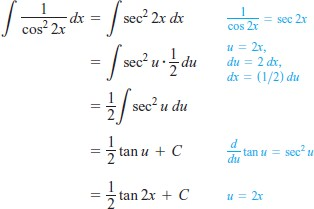 ∫ 1/cos² 2x dx = ∫ sec² 2x dx    1/cos 2x = sec 2x
= ∫ sec² u · 1/2 du    u = 2x,
du = 2 dx,
dx = (1/2) du
= 1/2 ∫ sec² u du
= 1/2 tan u + C    d/du tan u = sec² u
= 1/2 tan 2x + C    u = 2x